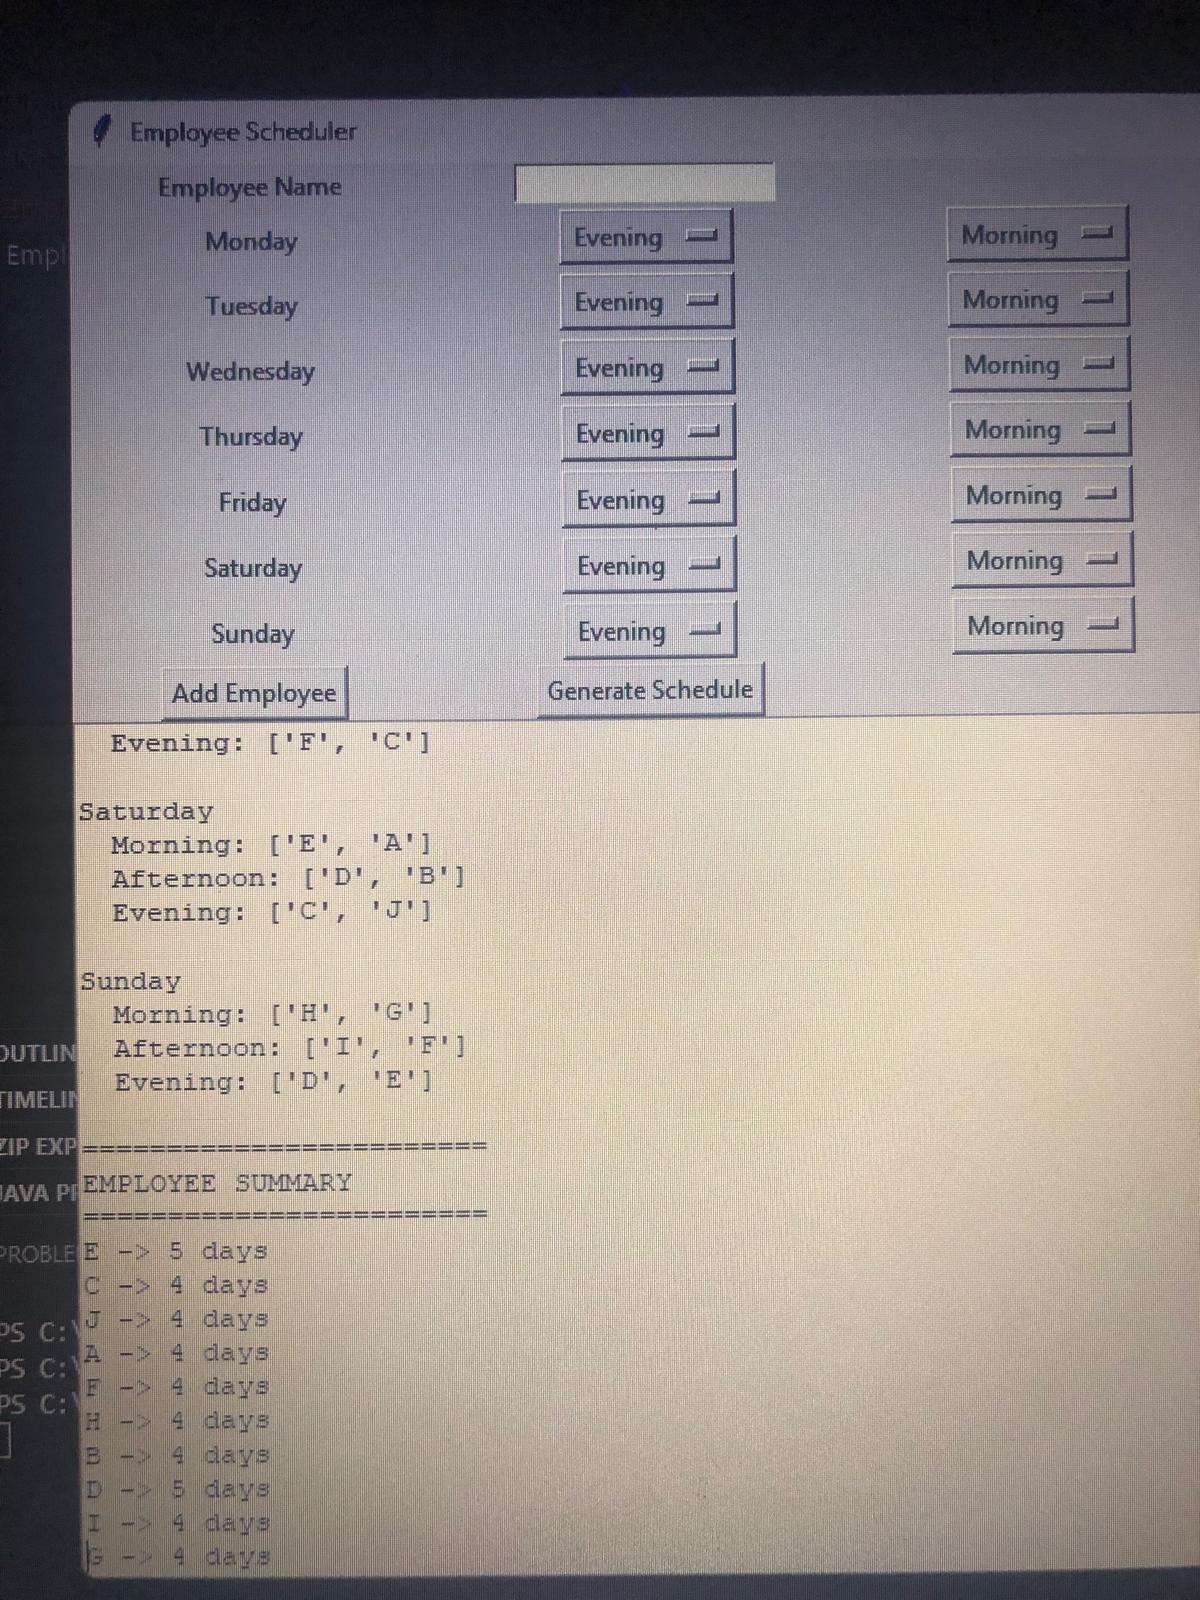 Employee Scheduler
Employee Name
Monday Evening Morning
Empl
Tuesday Evening Morning
Wednesday Evening Morning
Thursday Evening Morning
Friday Evening Morning
Saturday Evening Morning
Sunday Evening Morning
Add Employee Generate Schedule
Evening: ['F', 'C']
Saturday
Morning: ['E', 'A']
Afternoon: ['D', 'B']
Evening: ['C', 'J']
Sunday
Morning: ['H', 'G']
Afternoon: ['I', 'F']
Evening: ['D', 'E']
OUTLIN
TIMELIN
ZIP EXP
========================
JAVA PR
EMPLOYEE SUMMARY
========================
PROBLE
E -> 5 days
C -> 4 days
J -> 4 days
A -> 4 days
F -> 4 days
H -> 4 days
B -> 4 days
D -> 5 days
I -> 4 days
G -> 4 days
PS C:\
PS C:\
PS C:\